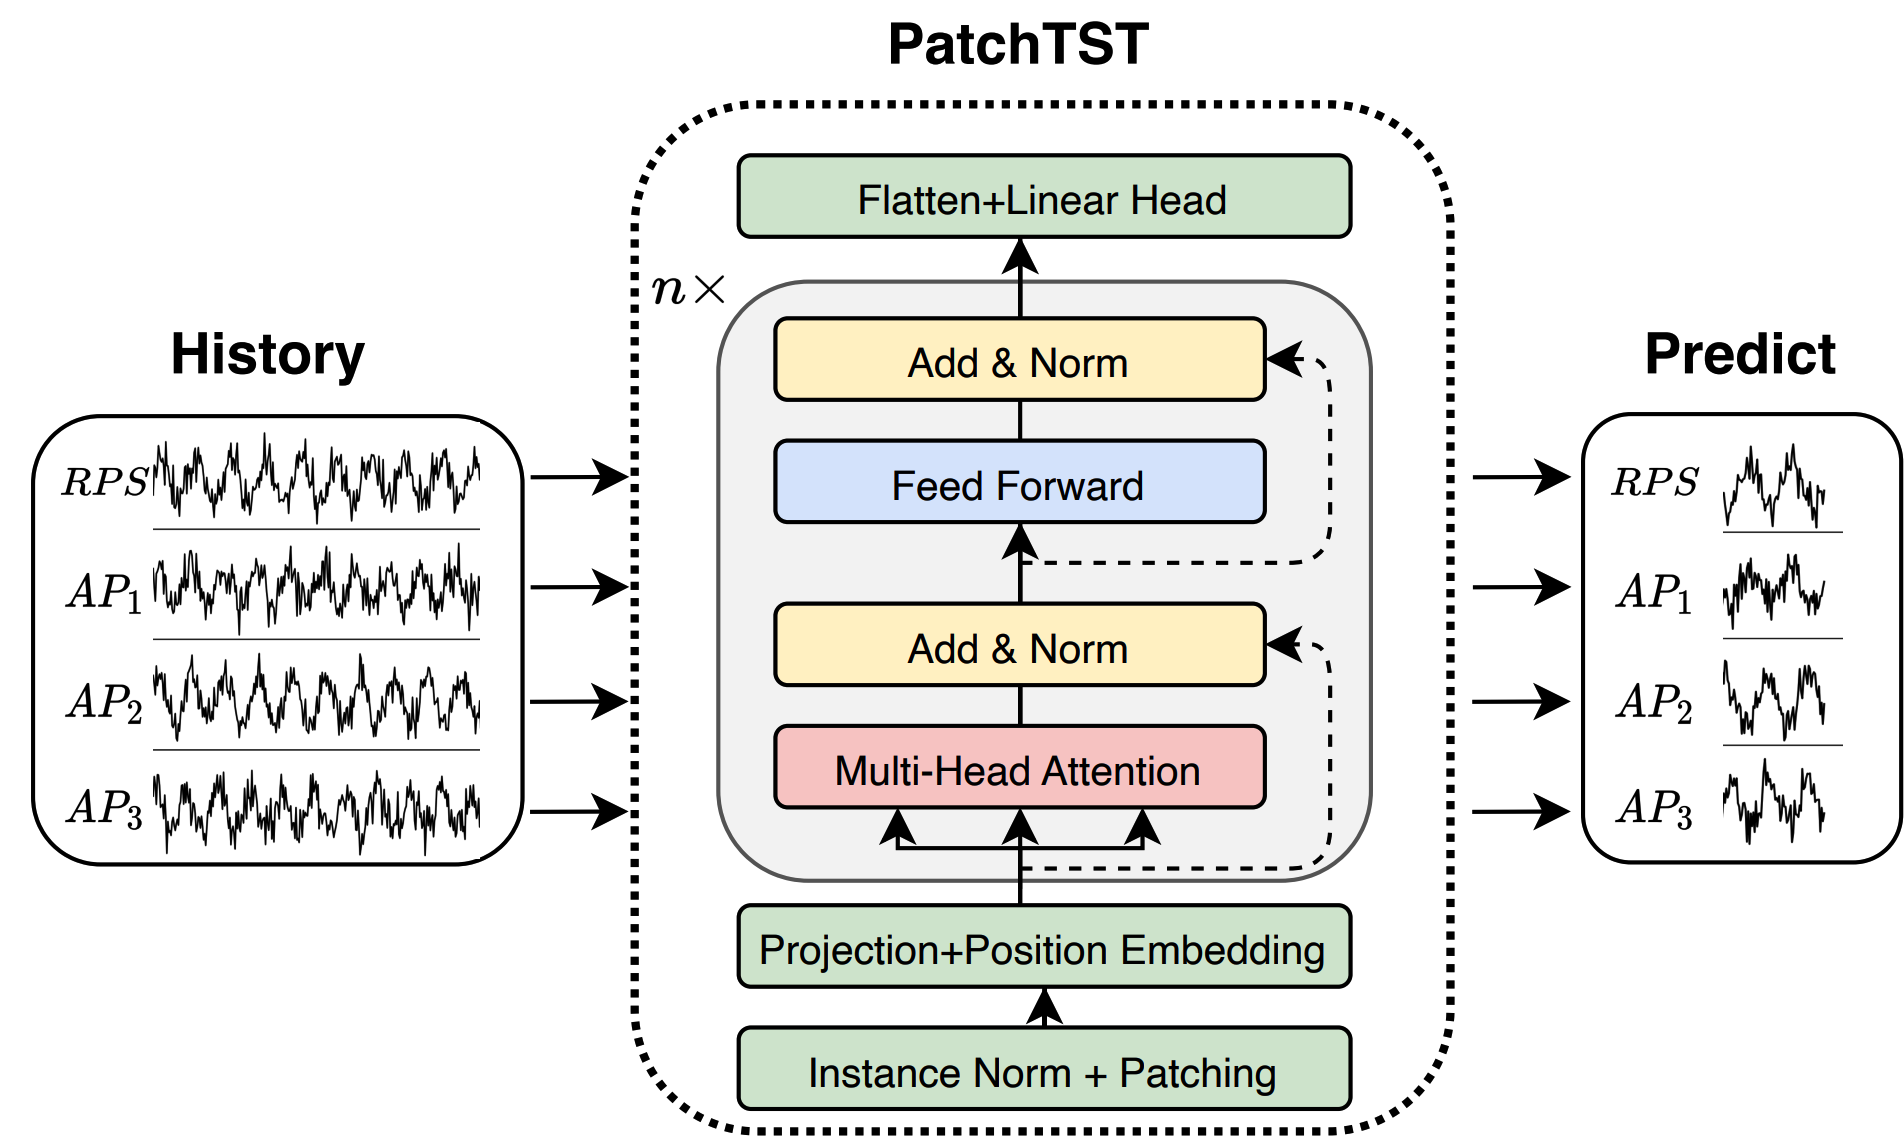 PatchTST
History
RPS
AP1
AP2
AP3
n×
Flatten+Linear Head
Add & Norm
Feed Forward
Add & Norm
Multi-Head Attention
Projection+Position Embedding
Instance Norm + Patching
Predict
RPS
AP1
AP2
AP3